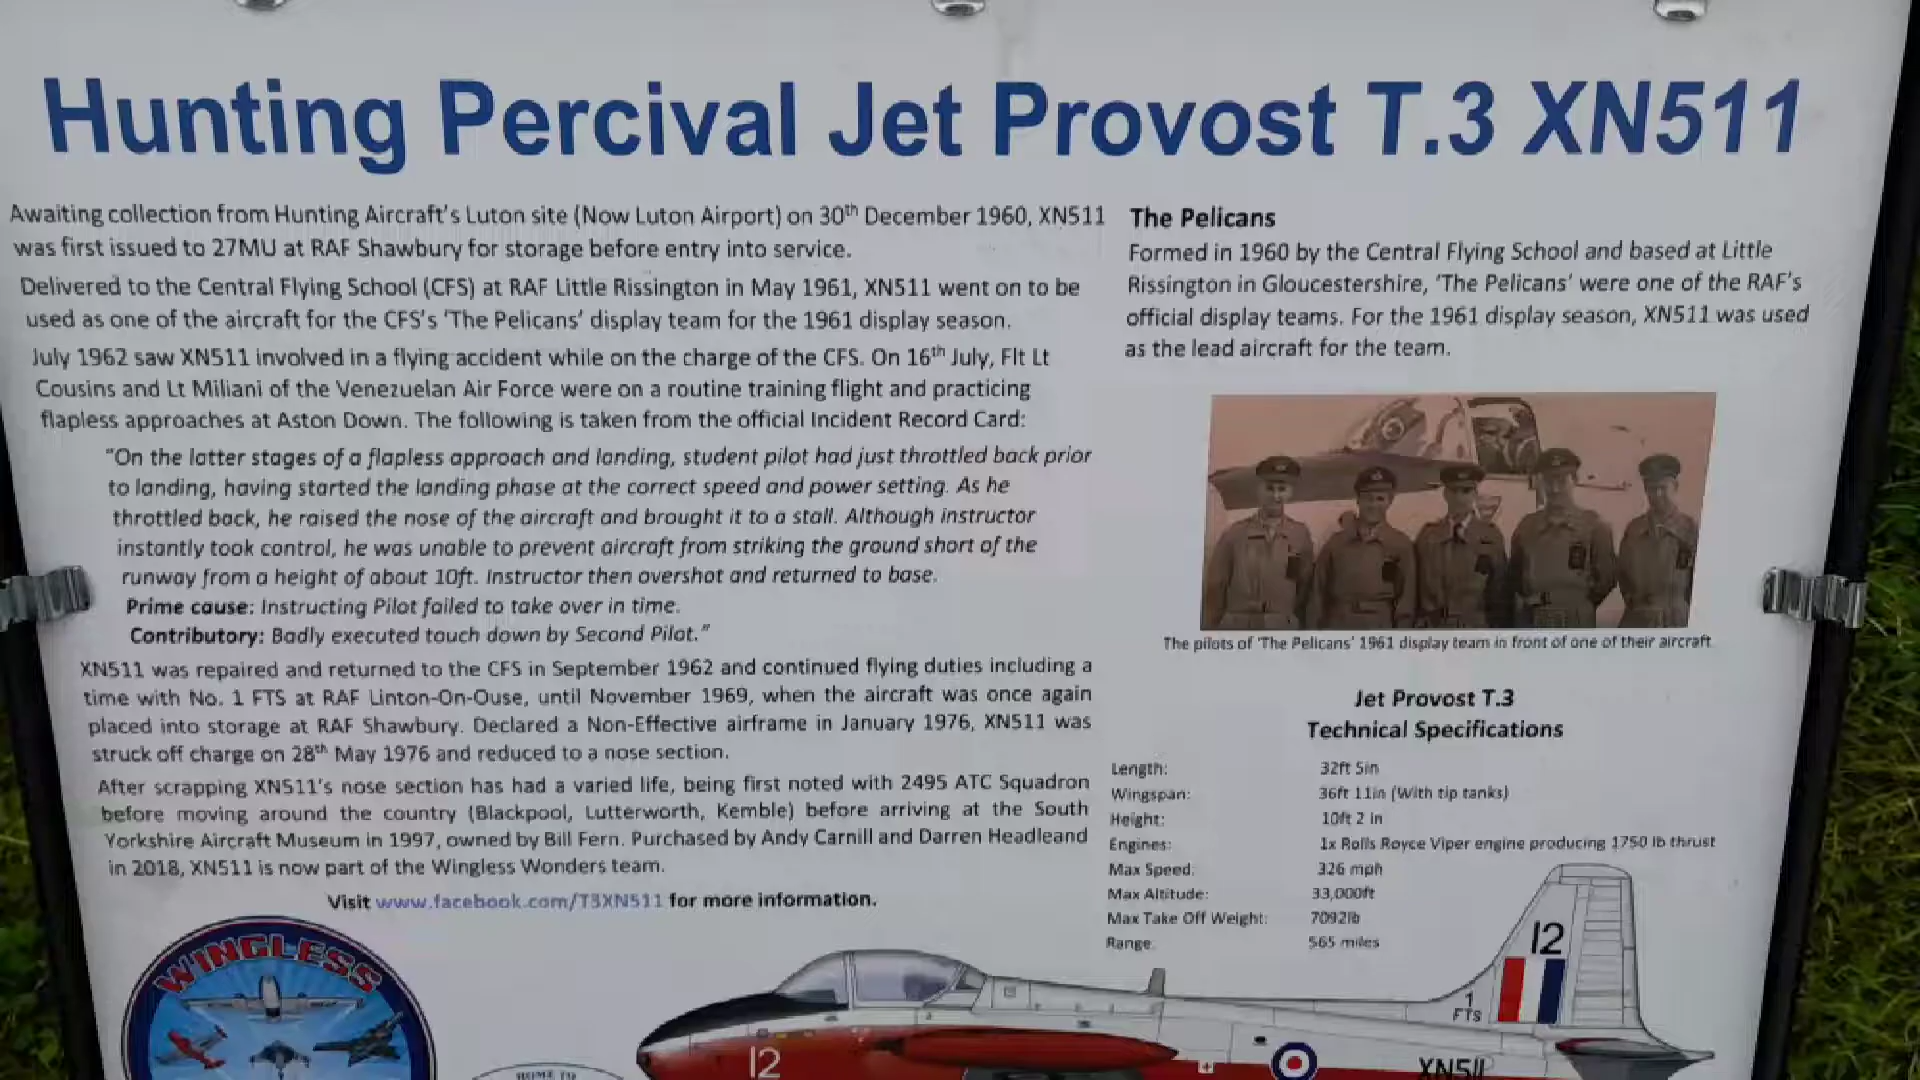 Hunting Percival Jet Provost T.3 XN511
Awaiting collection from Hunting Aircraft's Luton site (Now Luton Airport) on 30th December 1960, XN511
was first issued to 27MU at RAF Shawbury for storage before entry into service.
Delivered to the Central Flying School (CFS) at RAF Little Rissington in May 1961, XN511 went on to be
used as one of the aircraft for the CFS's 'The Pelicans' display team for the 1961 display season.
July 1962 saw XN511 involved in a flying accident while on the charge of the CFS. On 16th July, Flt Lt
Cousins and Lt Miliani of the Venezuelan Air Force were on a routine training flight and practicing
flapless approaches at Aston Down. The following is taken from the official Incident Record Card:
"On the latter stages of a flapless approach and landing, student pilot had just throttled back prior
to landing, having started the landing phase at the correct speed and power setting. As he
throttled back, he raised the nose of the aircraft and brought it to a stall. Although instructor
instantly took control, he was unable to prevent aircraft from striking the ground short of the
runway from a height of about 10ft. Instructor then overshot and returned to base.
Prime cause: Instructing Pilot failed to take over in time.
Contributory: Badly executed touch down by Second Pilot."
XN511 was repaired and returned to the CFS in September 1962 and continued flying duties including a
time with No. 1 FTS at RAF Linton-On-Ouse, until November 1969, when the aircraft was once again
placed into storage at RAF Shawbury. Declared a Non-Effective airframe in January 1976, XN511 was
struck off charge on 28th May 1976 and reduced to a nose section.
After scrapping XN511's nose section has had a varied life, being first noted with 2495 ATC Squadron
before moving around the country (Blackpool, Lutterworth, Kemble) before arriving at the South
Yorkshire Aircraft Museum in 1997, owned by Bill Fern. Purchased by Andy Carnill and Darren Headleand
in 2018, XN511 is now part of the Wingless Wonders team.
Visit www.facebook.com/T3XN511 for more information.
The Pelicans
Formed in 1960 by the Central Flying School and based at Little
Rissington in Gloucestershire, 'The Pelicans' were one of the RAF's
official display teams. For the 1961 display season, XN511 was used
as the lead aircraft for the team.
The pilots of 'The Pelicans' 1961 display team in front of one of their aircraft
Jet Provost T.3
Technical Specifications
Length: 32ft 5in
Wingspan: 36ft 11in (With tip tanks)
Height: 10ft 2 in
Engines: 1x Rolls Royce Viper engine producing 1750 lb thrust
Max Speed: 326 mph
Max Altitude: 33,000ft
Max Take Off Weight: 7092lb
Range: 565 miles
WINGLESS
HOME TO
12
1
FTS
12
XN511